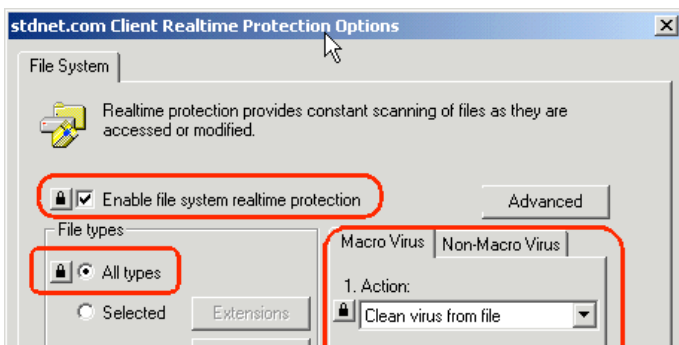 stdnet.com Client Realtime Protection Options
File System
Realtime protection provides constant scanning of files as they are
accessed or modified.
Enable file system realtime protection
Advanced
File types
All types
Selected
Extensions
Macro Virus
Non-Macro Virus
1. Action:
Clean virus from file